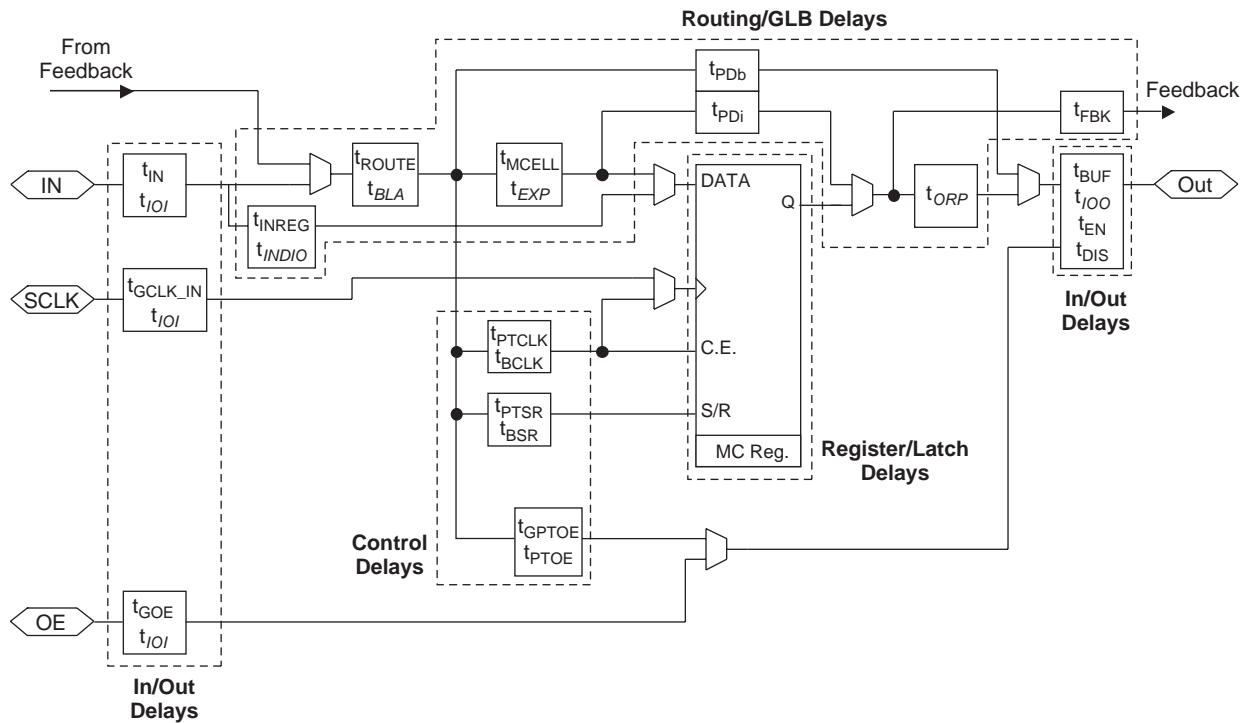 Routing/GLB Delays
From
Feedback
tPDb
tPDi
tFBK
Feedback
IN
tIN
tIOI
tROUTE
tBLA
tMCELL
tEXP
tINREG
tINDIO
DATA
Q
tORP
tBUF
tIOO
tEN
tDIS
Out
In/Out
Delays
SCLK
tGCLK_IN
tIOI
tPTCLK
tBCLK
C.E.
tPTSR
tBSR
S/R
MC Reg.
Register/Latch
Delays
Control
Delays
tGPTOE
tPTOE
OE
tGOE
tIOI
In/Out
Delays